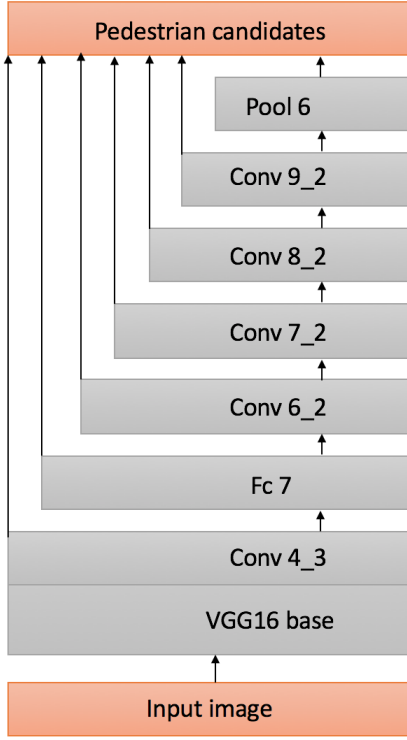 Pedestrian candidates
Pool 6
Conv 9_2
Conv 8_2
Conv 7_2
Conv 6_2
Fc 7
Conv 4_3
VGG16 base
Input image